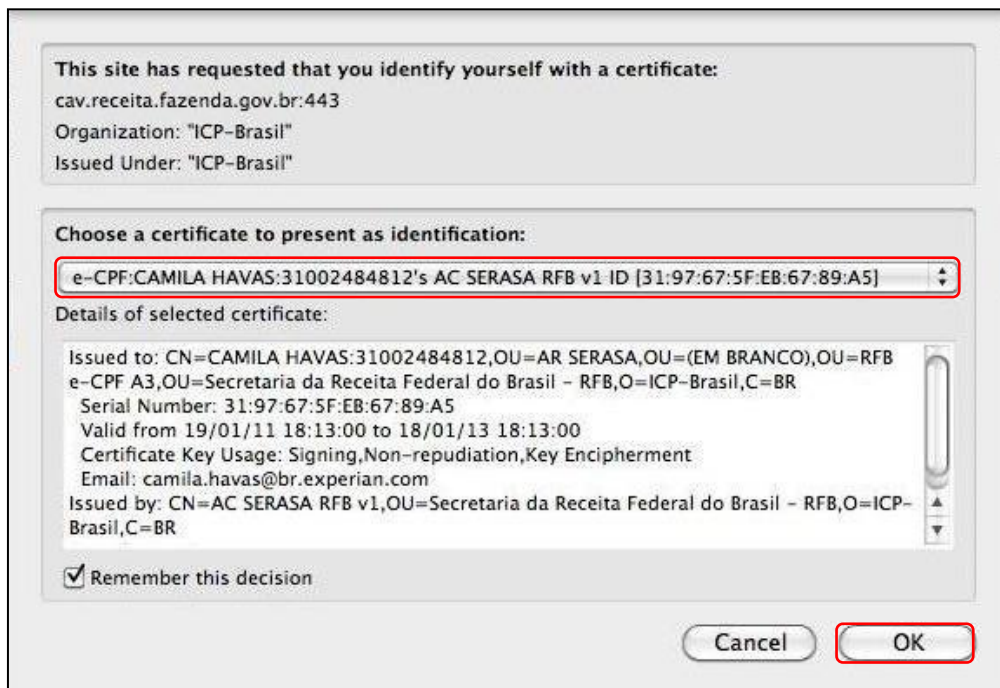 This site has requested that you identify yourself with a certificate:
cav.receita.fazenda.gov.br:443
Organization: "ICP-Brasil"
Issued Under: "ICP-Brasil"
Choose a certificate to present as identification:
e-CPF:CAMILA HAVAS:31002484812's AC SERASA RFB v1 ID [31:97:67:5F:EB:67:89:A5]
Details of selected certificate:
Issued to: CN=CAMILA HAVAS:31002484812,OU=AR SERASA,OU=(EM BRANCO),OU=RFB
e-CPF A3,OU=Secretaria da Receita Federal do Brasil - RFB,O=ICP-Brasil,C=BR
Serial Number: 31:97:67:5F:EB:67:89:A5
Valid from 19/01/11 18:13:00 to 18/01/13 18:13:00
Certificate Key Usage: Signing,Non-repudiation,Key Encipherment
Email: camila.havas@br.experian.com
Issued by: CN=AC SERASA RFB v1,OU=Secretaria da Receita Federal do Brasil - RFB,O=ICP-
Brasil,C=BR
Remember this decision
Cancel OK